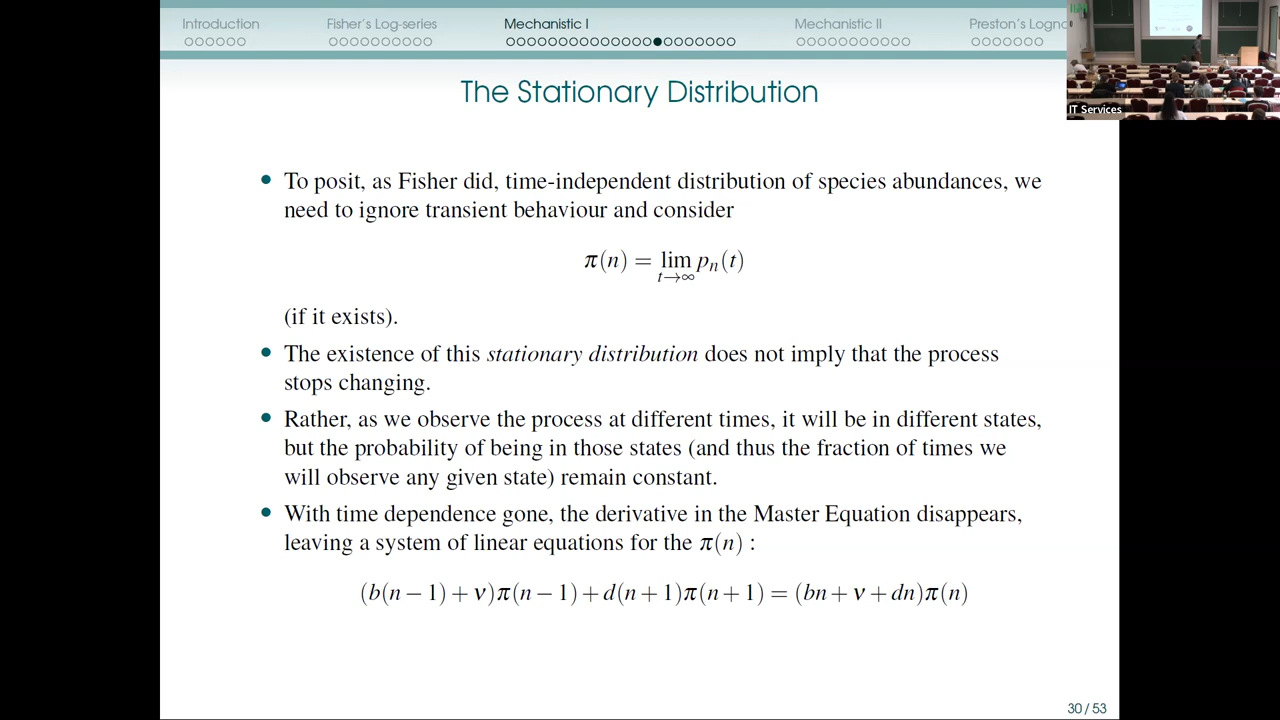 Introduction
Fisher's Log-series
Mechanistic I
Mechanistic II
Preston's Logno
IT Services
The Stationary Distribution
• To posit, as Fisher did, time-independent distribution of species abundances, we
need to ignore transient behaviour and consider
π(n) = lim t→∞ pₙ(t)
(if it exists).
• The existence of this stationary distribution does not imply that the process
stops changing.
• Rather, as we observe the process at different times, it will be in different states,
but the probability of being in those states (and thus the fraction of times we
will observe any given state) remain constant.
• With time dependence gone, the derivative in the Master Equation disappears,
leaving a system of linear equations for the π(n) :
(b(n − 1) + ν)π(n − 1) + d(n + 1)π(n + 1) = (bn + ν + dn)π(n)
30 / 53